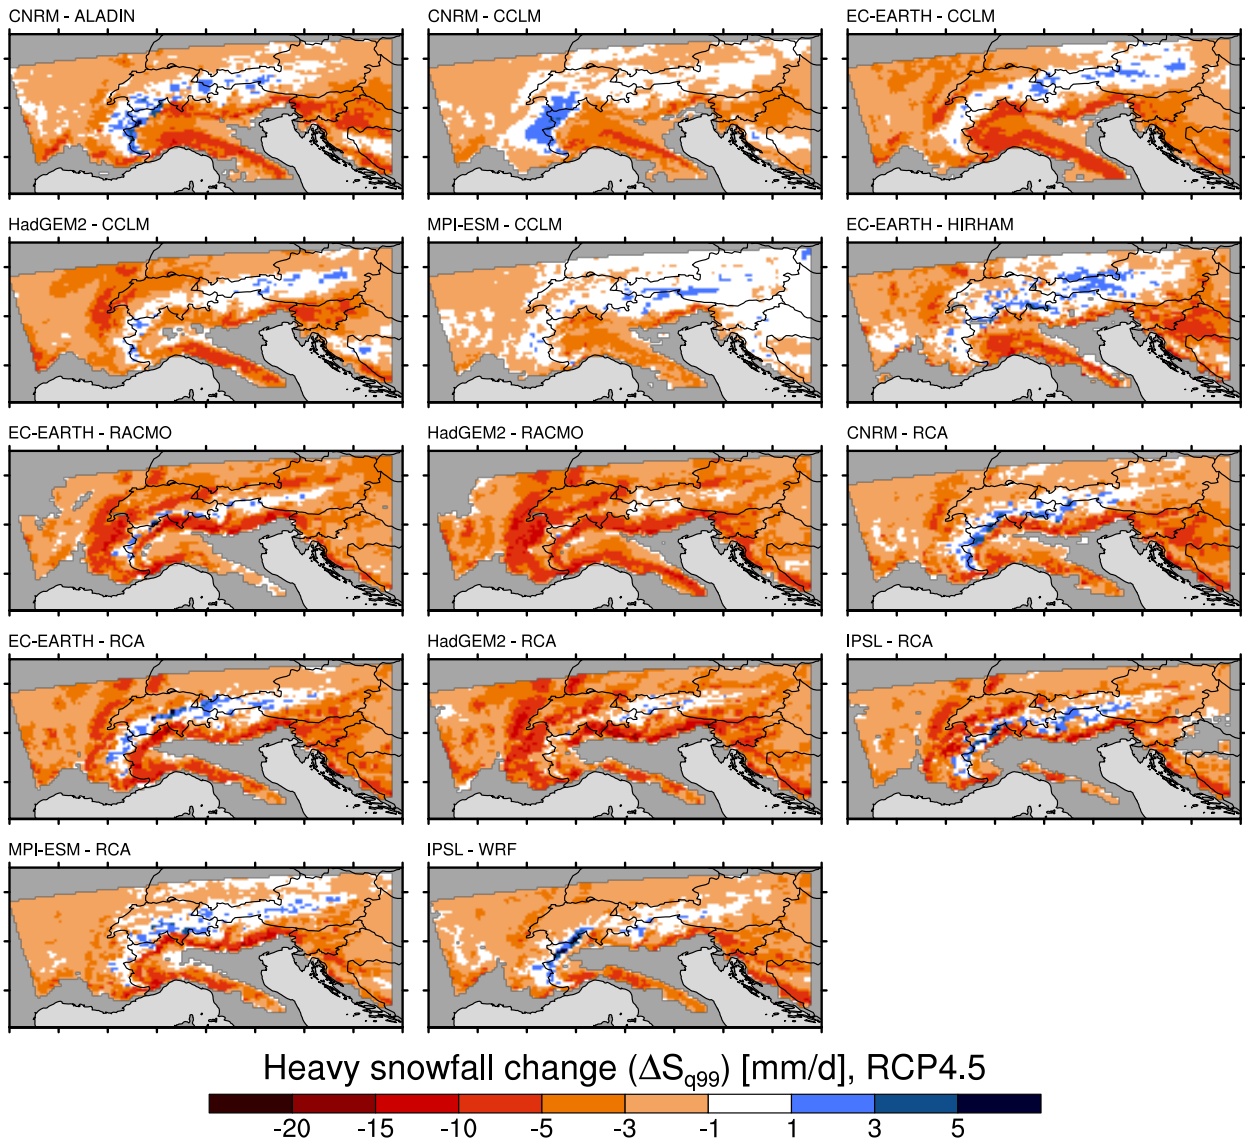 CNRM - ALADIN
CNRM - CCLM
EC-EARTH - CCLM
HadGEM2 - CCLM
MPI-ESM - CCLM
EC-EARTH - HIRHAM
EC-EARTH - RACMO
HadGEM2 - RACMO
CNRM - RCA
EC-EARTH - RCA
HadGEM2 - RCA
IPSL - RCA
MPI-ESM - RCA
IPSL - WRF
Heavy snowfall change (ΔS_q99) [mm/d], RCP4.5
-20 -15 -10 -5 -3 -1 1 3 5